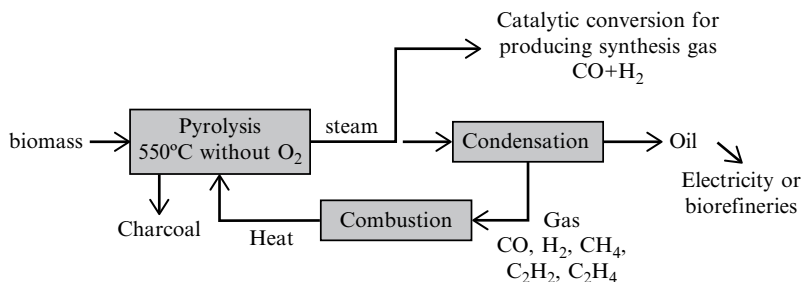 Catalytic conversion for
producing synthesis gas
CO+H₂
biomass
Pyrolysis
550ºC without O₂
steam
Condensation
Oil
Electricity or
biorefineries
Charcoal
Heat
Combustion
Gas
CO, H₂, CH₄,
C₂H₂, C₂H₄